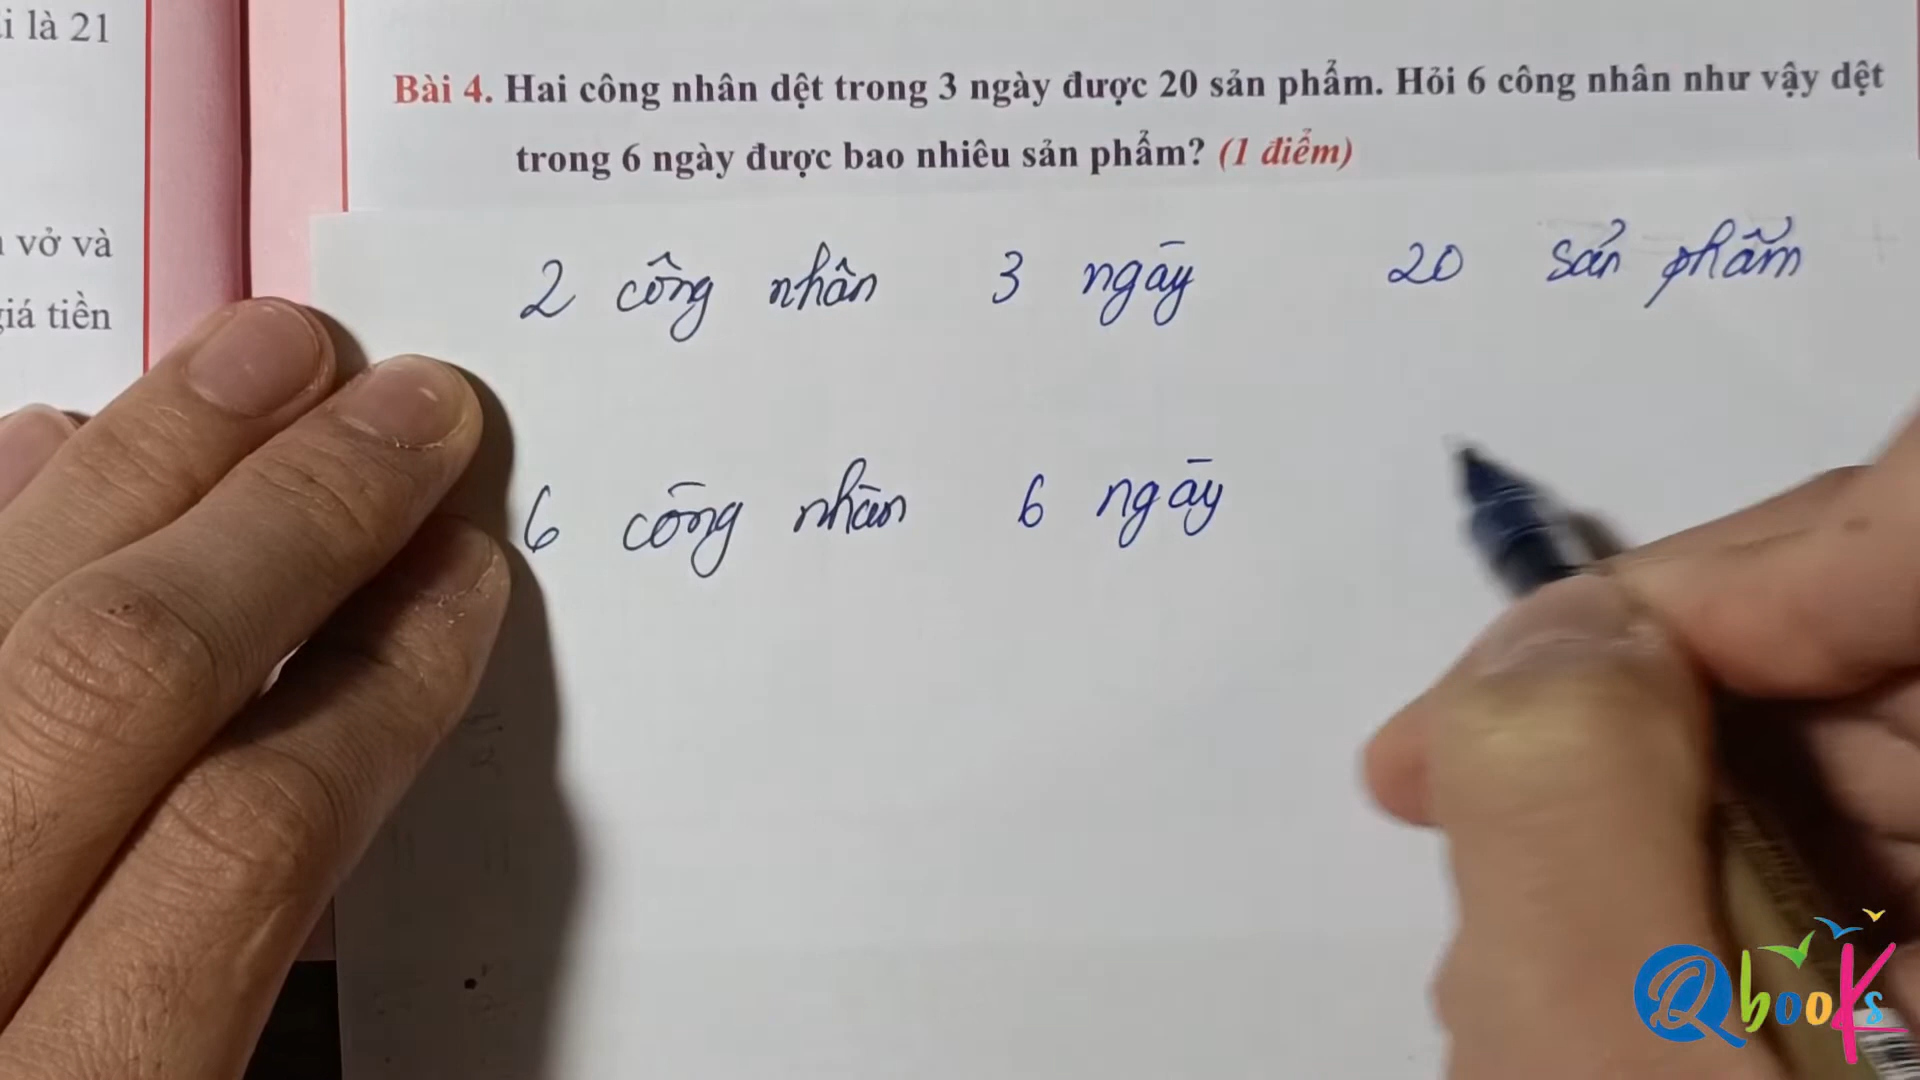 i là 21
vở và
giá tiền
Bài 4. Hai công nhân dệt trong 3 ngày được 20 sản phẩm. Hỏi 6 công nhân như vậy dệt
trong 6 ngày được bao nhiêu sản phẩm? (1 điểm)
2 công nhân 3 ngày 20 sản phẩm
6 công nhân 6 ngày
Qbooks